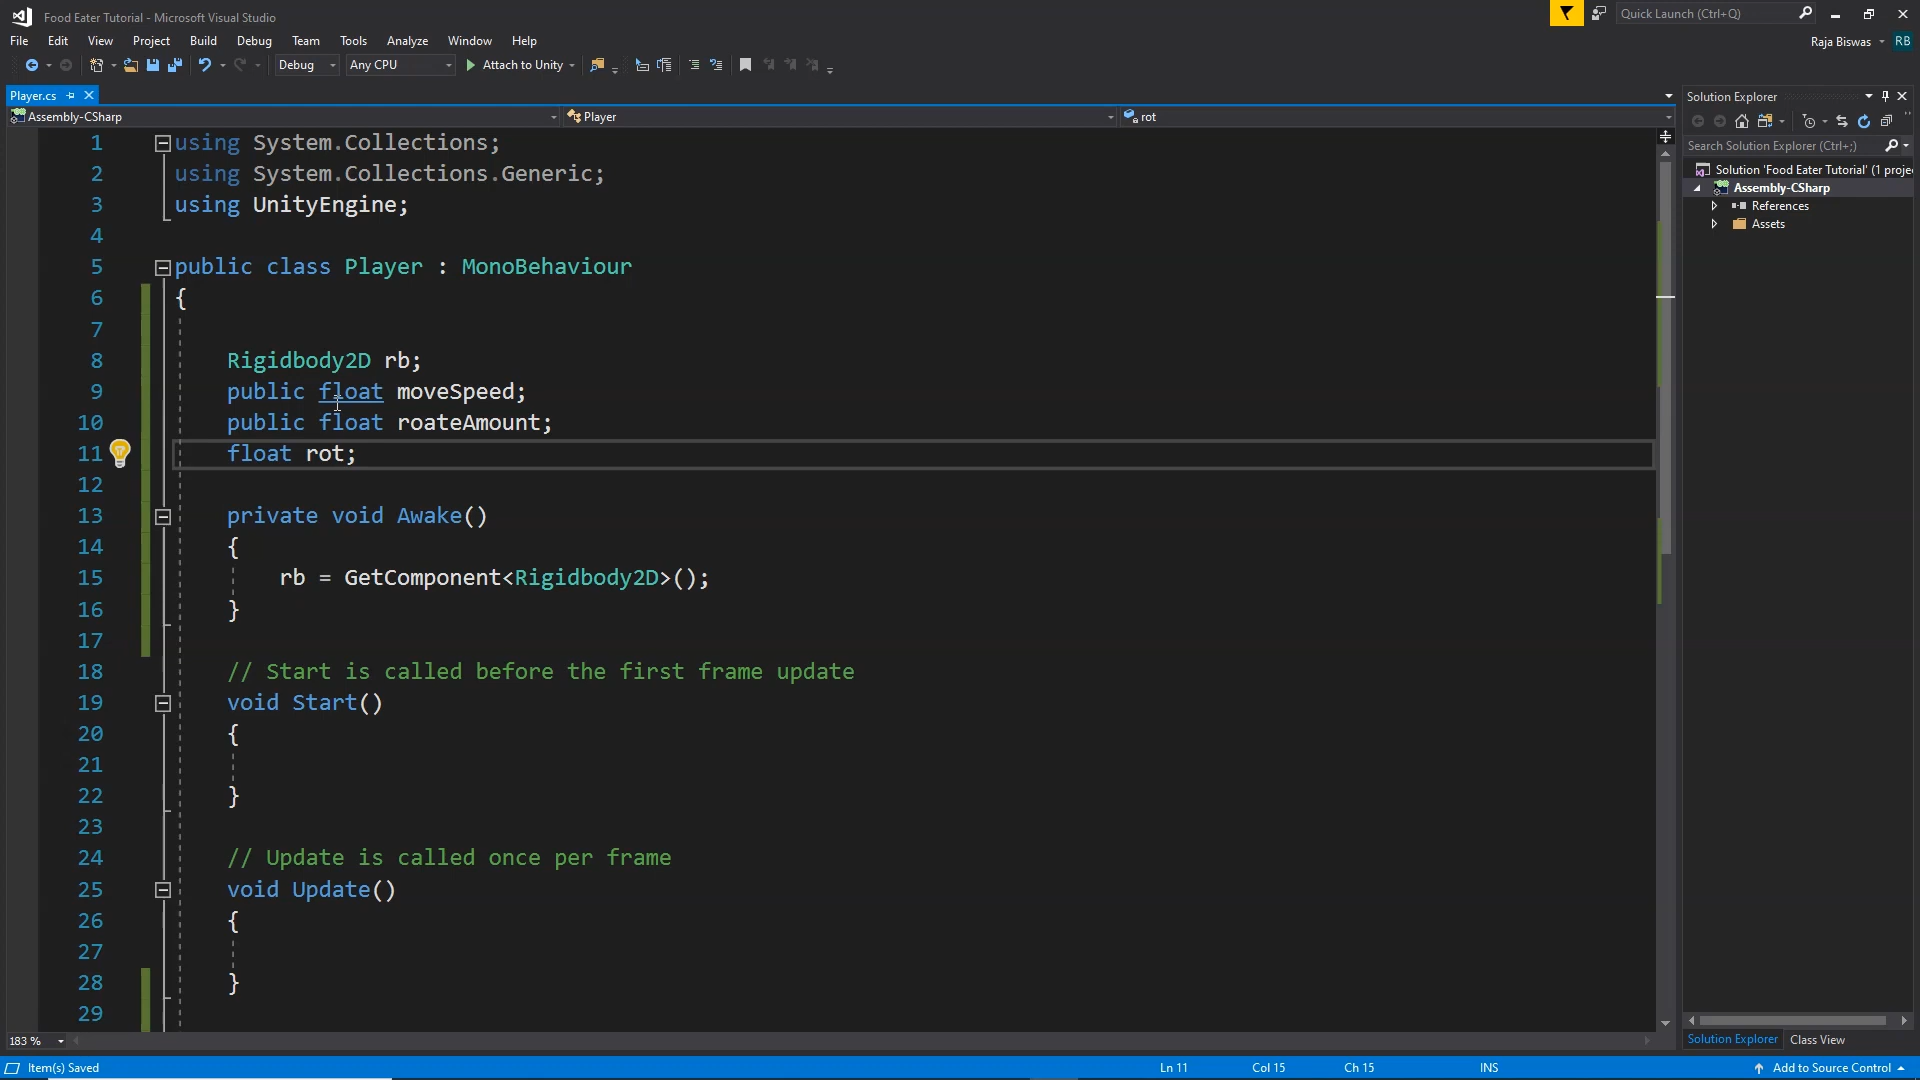 Food Eater Tutorial - Microsoft Visual Studio
Quick Launch (Ctrl+Q)
File Edit View Project Build Debug Team Tools Analyze Window Help
Raja Biswas RB
Debug Any CPU Attach to Unity
Player.cs
Solution Explorer
Assembly-CSharp Player rot
Search Solution Explorer (Ctrl+;)
Solution 'Food Eater Tutorial' (1 proje
Assembly-CSharp
References
Assets
1 using System.Collections;
2 using System.Collections.Generic;
3 using UnityEngine;
4
5 public class Player : MonoBehaviour
6 {
7
8 Rigidbody2D rb;
9 public float moveSpeed;
10 public float roateAmount;
11 float rot;
12
13 private void Awake()
14 {
15 rb = GetComponent<Rigidbody2D>();
16 }
17
18 // Start is called before the first frame update
19 void Start()
20 {
21
22 }
23
24 // Update is called once per frame
25 void Update()
26 {
27
28 }
29
183 %
Solution Explorer Class View
Item(s) Saved Ln 11 Col 15 Ch 15 INS Add to Source Control